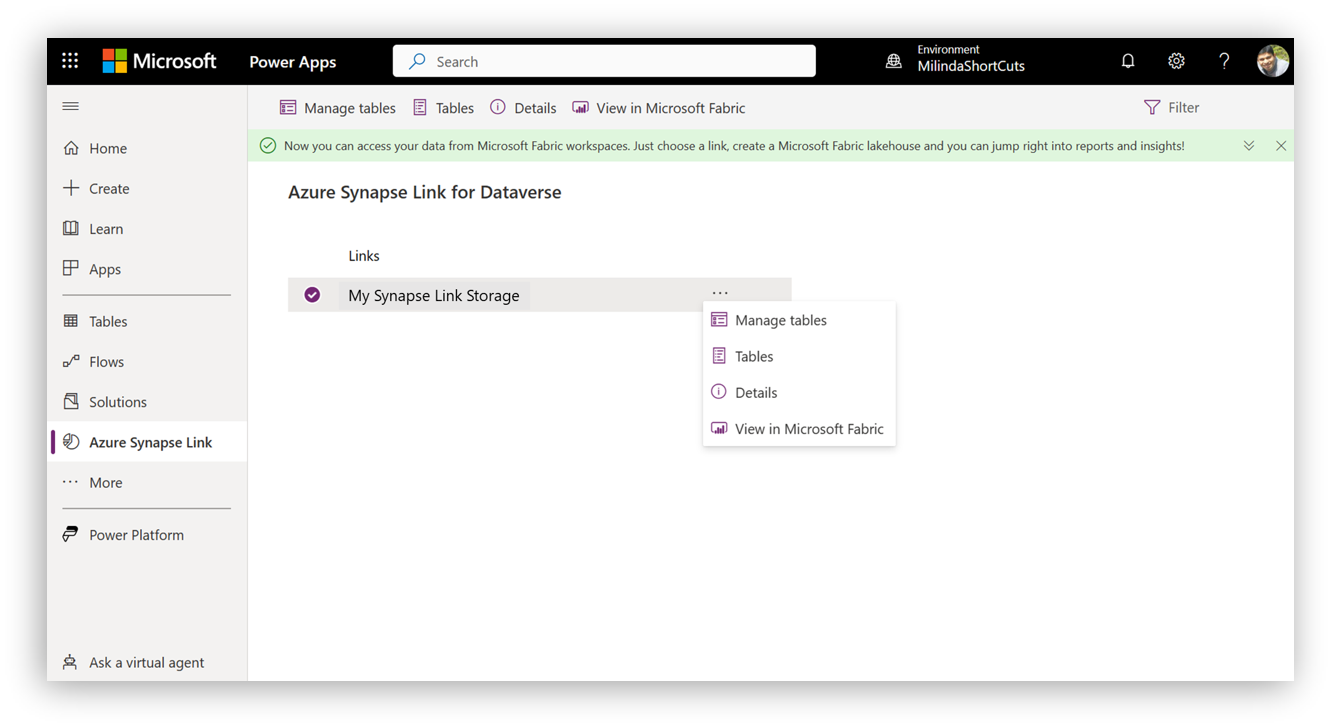 Microsoft
Power Apps
Search
Environment
MilindaShortCuts
?
Manage tables
Tables
Details
View in Microsoft Fabric
Filter
Home
Create
Learn
Apps
Tables
Flows
Solutions
Azure Synapse Link
More
Power Platform
Ask a virtual agent
Now you can access your data from Microsoft Fabric workspaces. Just choose a link, create a Microsoft Fabric lakehouse and you can jump right into reports and insights!
Azure Synapse Link for Dataverse
Links
My Synapse Link Storage
...
Manage tables
Tables
Details
View in Microsoft Fabric